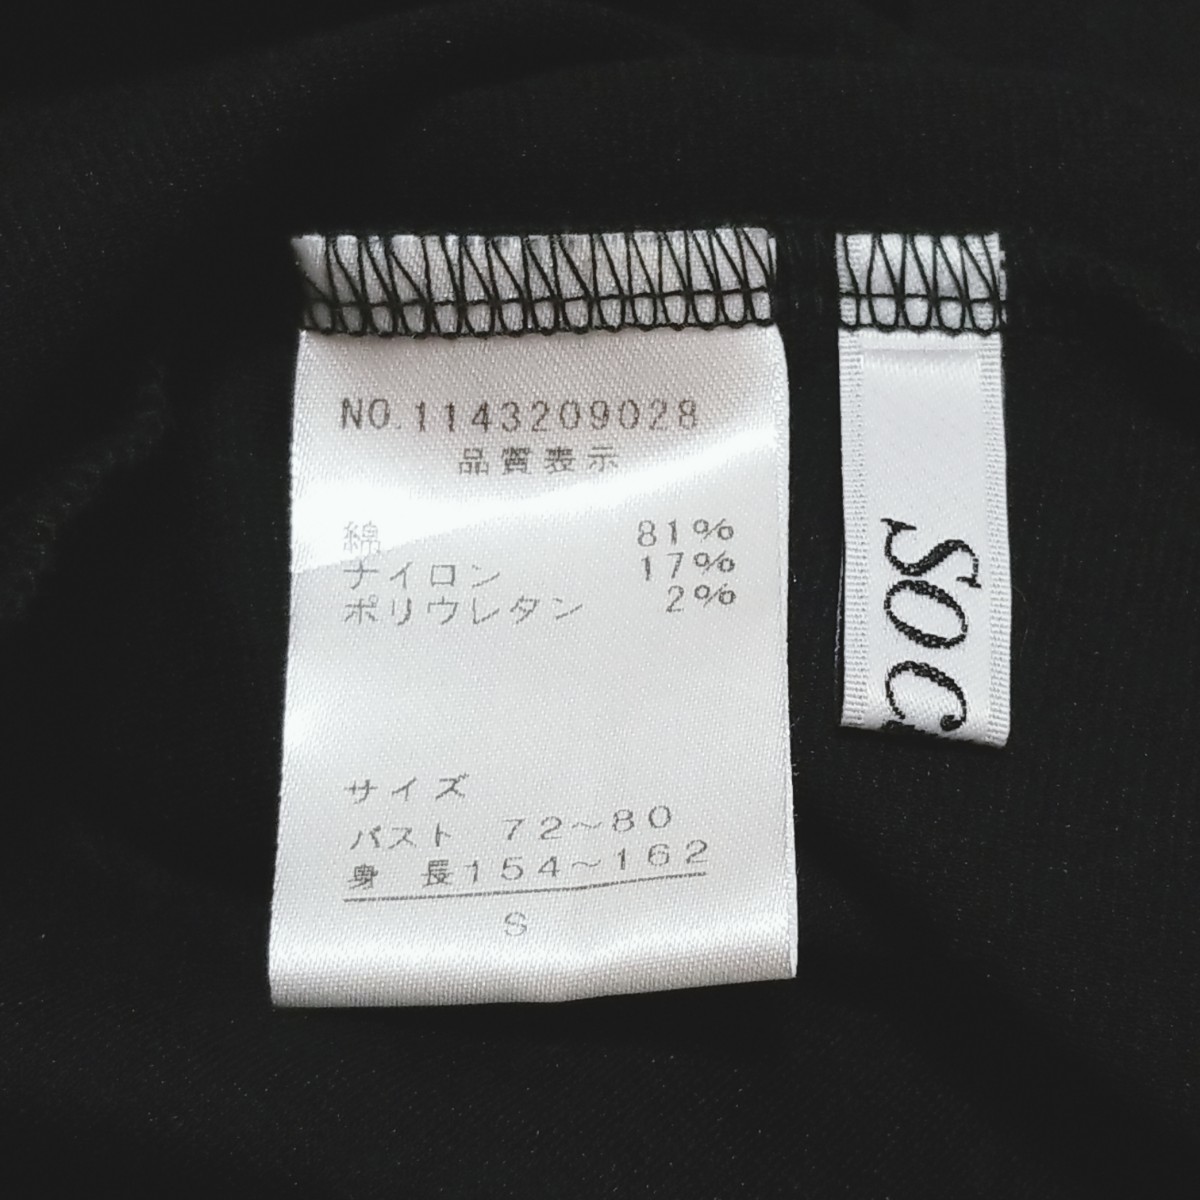 NO.1143209028
品質表示
綿 81%
ナイロン 17%
ポリウレタン 2%
サイズ
バスト 72～80
身 長154～162
S
SO C